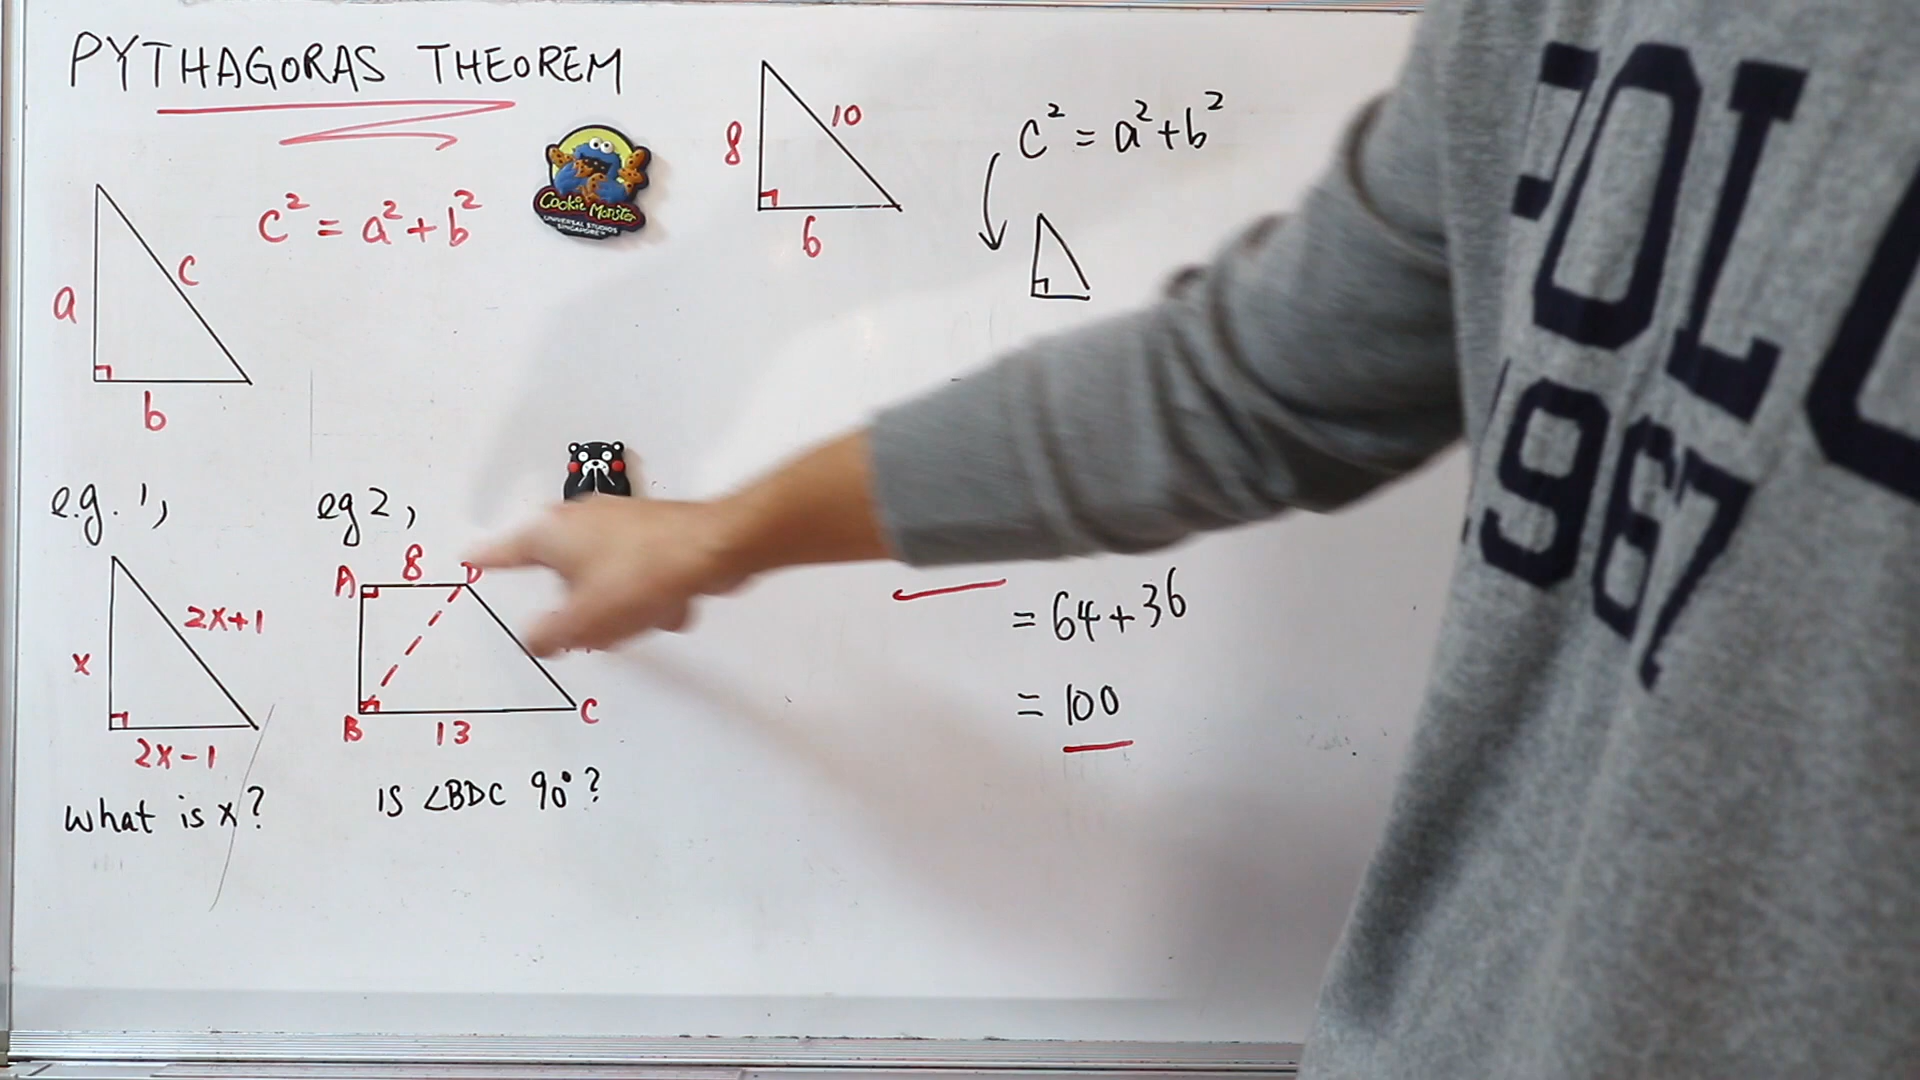 PYTHAGORAS THEOREM
c² = a² + b²
a
c
b
Cookie Monster
UNIVERSAL STUDIOS
SINGAPORE™
8
10
6
c² = a² + b²
e.g. 1,
x
2x+1
2x-1
what is x?
eg 2,
A 8 D
B 13 C
IS ∠BDC 90°?
= 64 + 36
= 100
POLO
1967